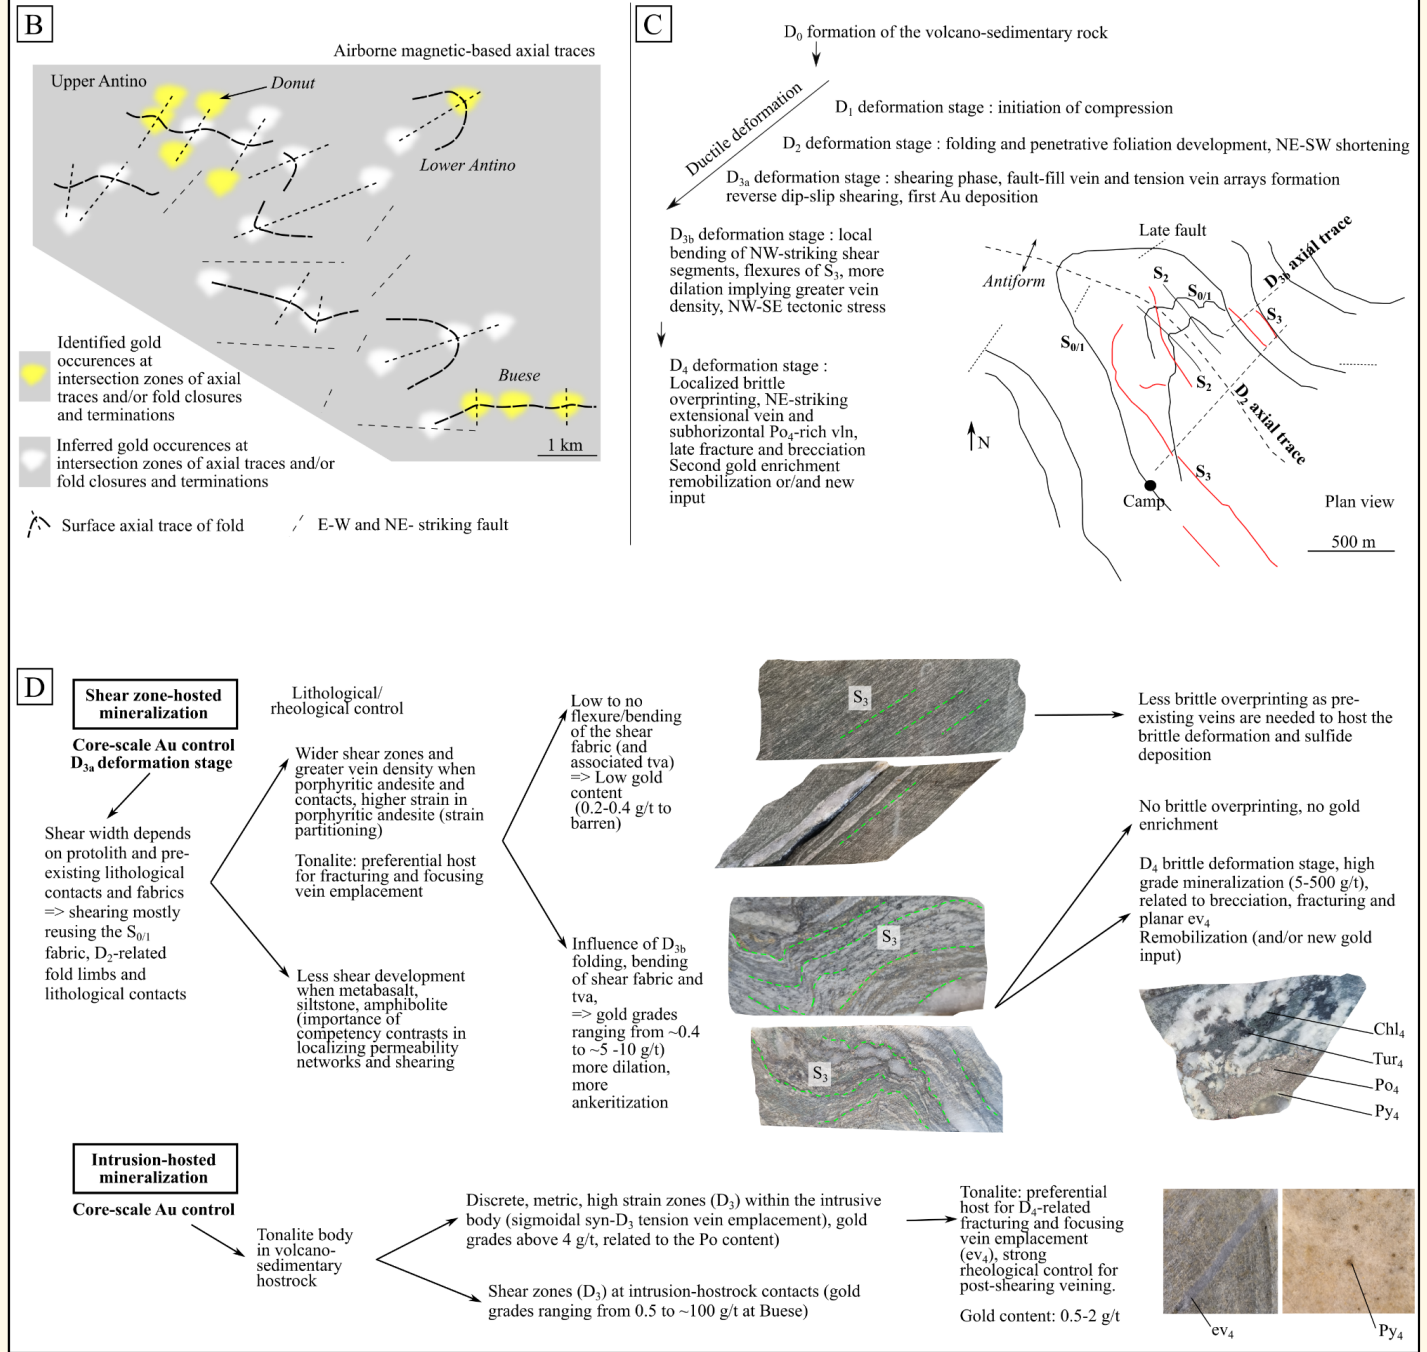 B
Airborne magnetic-based axial traces
Upper Antino
Donut
Lower Antino
Buese
Identified gold
occurences at
intersection zones of axial
traces and/or fold closures
and terminations
1 km
Inferred gold occurences at
intersection zones of axial traces and/or
fold closures and terminations
Surface axial trace of fold
E-W and NE- striking fault
C
D0 formation of the volcano-sedimentary rock
Ductile deformation
D1 deformation stage : initiation of compression
D2 deformation stage : folding and penetrative foliation development, NE-SW shortening
D3a deformation stage : shearing phase, fault-fill vein and tension vein arrays formation
reverse dip-slip shearing, first Au deposition
D3b deformation stage : local
bending of NW-striking shear
segments, flexures of S3, more
dilation implying greater vein
density, NW-SE tectonic stress
D4 deformation stage :
Localized brittle
overprinting, NE-striking
extensional vein and
subhorizontal Po4-rich vln,
late fracture and brecciation
Second gold enrichment
remobilization or/and new
input
Late fault
Antiform
D3b axial trace
S2
S0/1
S3
S0/1
S2
D2 axial trace
N
S3
Camp
Plan view
500 m
D
Shear zone-hosted
mineralization
Core-scale Au control
D3a deformation stage
Shear width depends
on protolith and pre-
existing lithological
contacts and fabrics
=> shearing mostly
reusing the S0/1
fabric, D2-related
fold limbs and
lithological contacts
Lithological/
rheological control
Wider shear zones and
greater vein density when
porphyritic andesite and
contacts, higher strain in
porphyritic andesite (strain
partitioning)
Tonalite: preferential host
for fracturing and focusing
vein emplacement
Less shear development
when metabasalt,
siltstone, amphibolite
(importance of
competency contrasts in
localizing permeability
networks and shearing
Low to no
flexure/bending
of the shear
fabric (and
associated tva)
=> Low gold
content
(0.2-0.4 g/t to
barren)
Influence of D3b
folding, bending
of shear fabric and
tva,
=> gold grades
ranging from ~0.4
to ~5 -10 g/t)
more dilation,
more
ankeritization
S3
S3
S3
Less brittle overprinting as pre-
existing veins are needed to host the
brittle deformation and sulfide
deposition
No brittle overprinting, no gold
enrichment
D4 brittle deformation stage, high
grade mineralization (5-500 g/t),
related to brecciation, fracturing and
planar ev4
Remobilization (and/or new gold
input)
Chl4
Tur4
Po4
Py4
Intrusion-hosted
mineralization
Core-scale Au control
Tonalite body
in volcano-
sedimentary
hostrock
Discrete, metric, high strain zones (D3) within the intrusive
body (sigmoidal syn-D3 tension vein emplacement), gold
grades above 4 g/t, related to the Po content)
Shear zones (D3) at intrusion-hostrock contacts (gold
grades ranging from 0.5 to ~100 g/t at Buese)
Tonalite: preferential
host for D4-related
fracturing and focusing
vein emplacement
(ev4), strong
rheological control for
post-shearing veining.
Gold content: 0.5-2 g/t
ev4
Py4